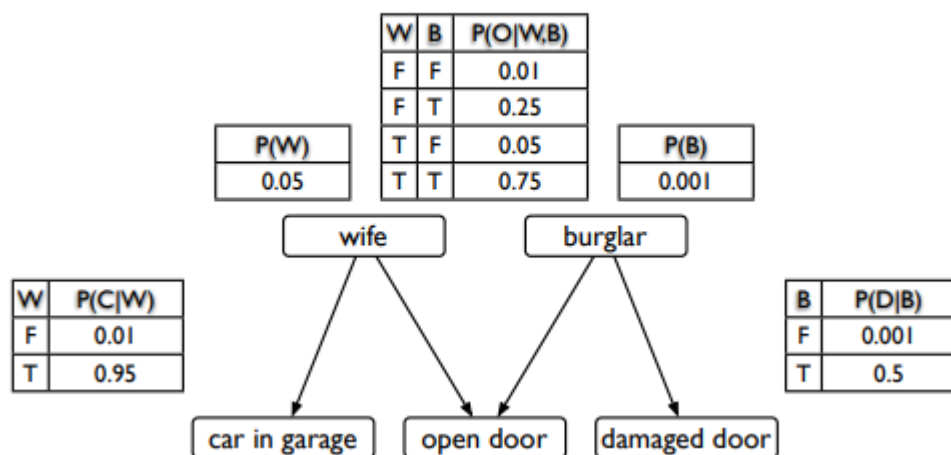 W B P(O|W,B)
F F 0.01
F T 0.25
T F 0.05
T T 0.75
P(W)
0.05
P(B)
0.001
wife
burglar
W P(C|W)
F 0.01
T 0.95
B P(D|B)
F 0.001
T 0.5
car in garage
open door
damaged door